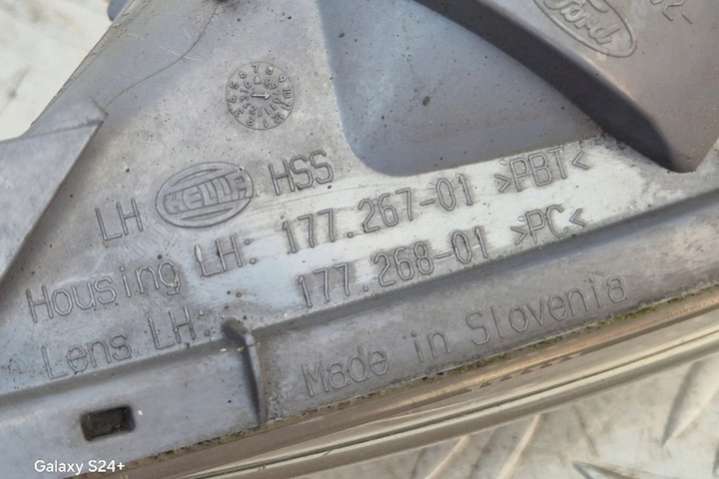 Ford
LH HELLA HSS
Housing LH: 177.267-01 >PBT<
Lens LH: 177.268-01 >PC<
Made in Slovenia
Galaxy S24+